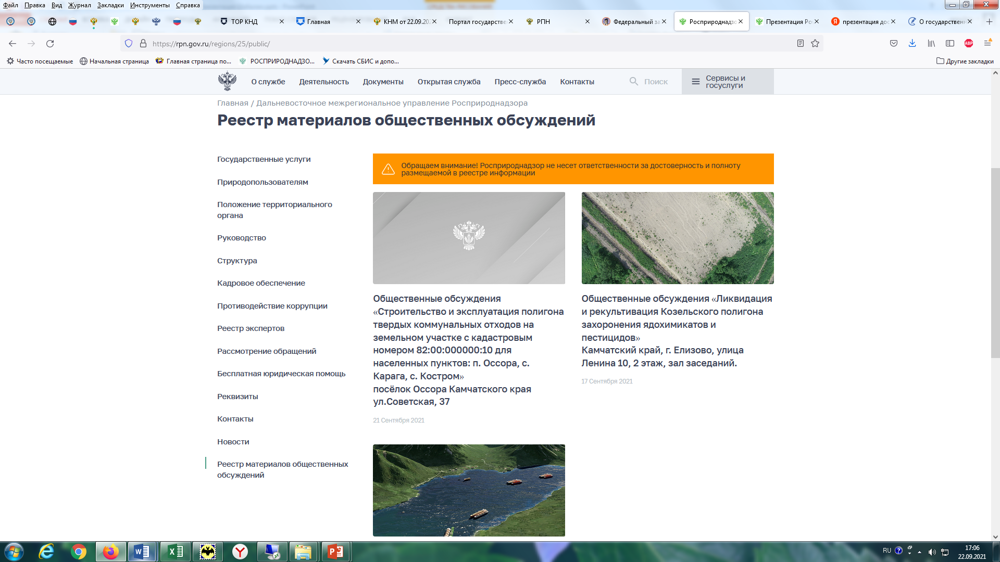 Файл Правка Вид Журнал Закладки Инструменты Справка
ТОР КНД
Главная
КНМ от 22.09.202
Портал государстве
РПН
Федеральный за
Росприроднадзо
Презентация Ро
презентация дос
О государственн
https://rpn.gov.ru/regions/25/public/
ABP
Часто посещаемые
Начальная страница
Главная страница по...
РОСПРИРОДНАДЗО...
Скачать СБИС и допо...
Другие закладки
О службе
Деятельность
Документы
Открытая служба
Пресс-служба
Контакты
Поиск
Сервисы и
госуслуги
Главная / Дальневосточное межрегиональное управление Росприроднадзора
Реестр материалов общественных обсуждений
Государственные услуги
Природопользователям
Положение территориального
органа
Руководство
Структура
Кадровое обеспечение
Противодействие коррупции
Реестр экспертов
Рассмотрение обращений
Бесплатная юридическая помощь
Реквизиты
Контакты
Новости
Реестр материалов общественных
обсуждений
Обращаем внимание! Росприроднадзор не несет ответственности за достоверность и полноту
размещаемой в реестре информации
Общественные обсуждения
«Строительство и эксплуатация полигона
твердых коммунальных отходов на
земельном участке с кадастровым
номером 82:00:000000:10 для
населенных пунктов: п. Оссора, с.
Карага, с. Костром»
посёлок Оссора Камчатского края
ул.Советская, 37
21 Сентября 2021
Общественные обсуждения «Ликвидация
и рекультивация Козельского полигона
захоронения ядохимикатов и
пестицидов»
Камчатский край, г. Елизово, улица
Ленина 10, 2 этаж, зал заседаний.
17 Сентября 2021
RU
17:06
22.09.2021